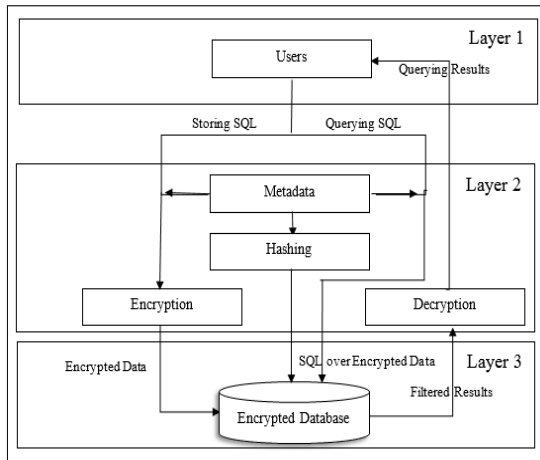 Layer 1
Users
Querying Results
Storing SQL
Querying SQL
Layer 2
Metadata
Hashing
Encryption
Decryption
Layer 3
Encrypted Data
SQL over Encrypted Data
Filtered Results
Encrypted Database